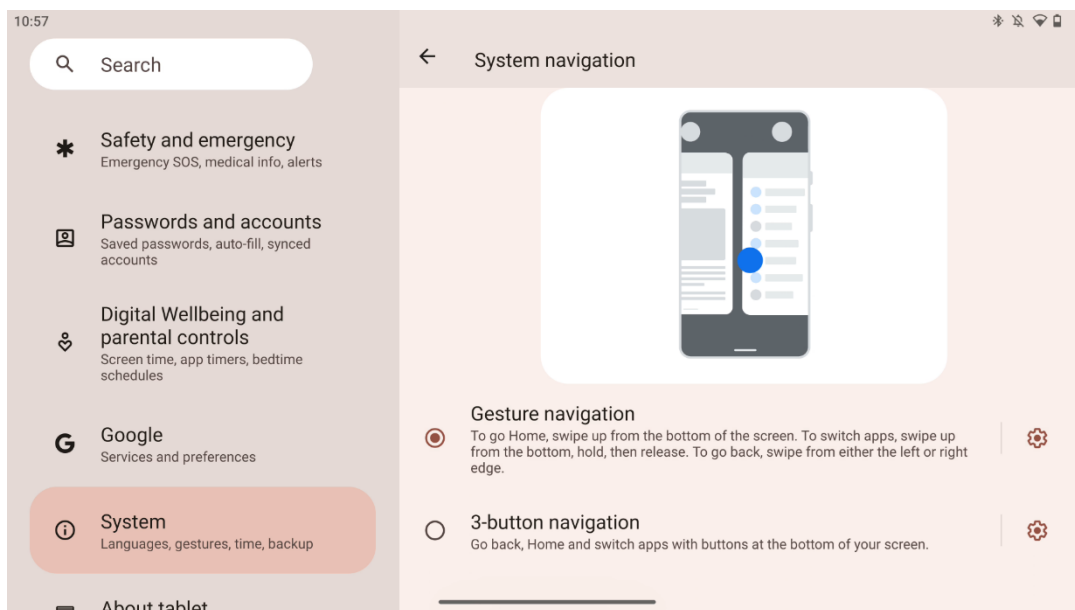 10:57
Search
Safety and emergency
Emergency SOS, medical info, alerts
Passwords and accounts
Saved passwords, auto-fill, synced
accounts
Digital Wellbeing and
parental controls
Screen time, app timers, bedtime
schedules
Google
Services and preferences
System
Languages, gestures, time, backup
About tablet
System navigation
Gesture navigation
To go Home, swipe up from the bottom of the screen. To switch apps, swipe up
from the bottom, hold, then release. To go back, swipe from either the left or right
edge.
3-button navigation
Go back, Home and switch apps with buttons at the bottom of your screen.